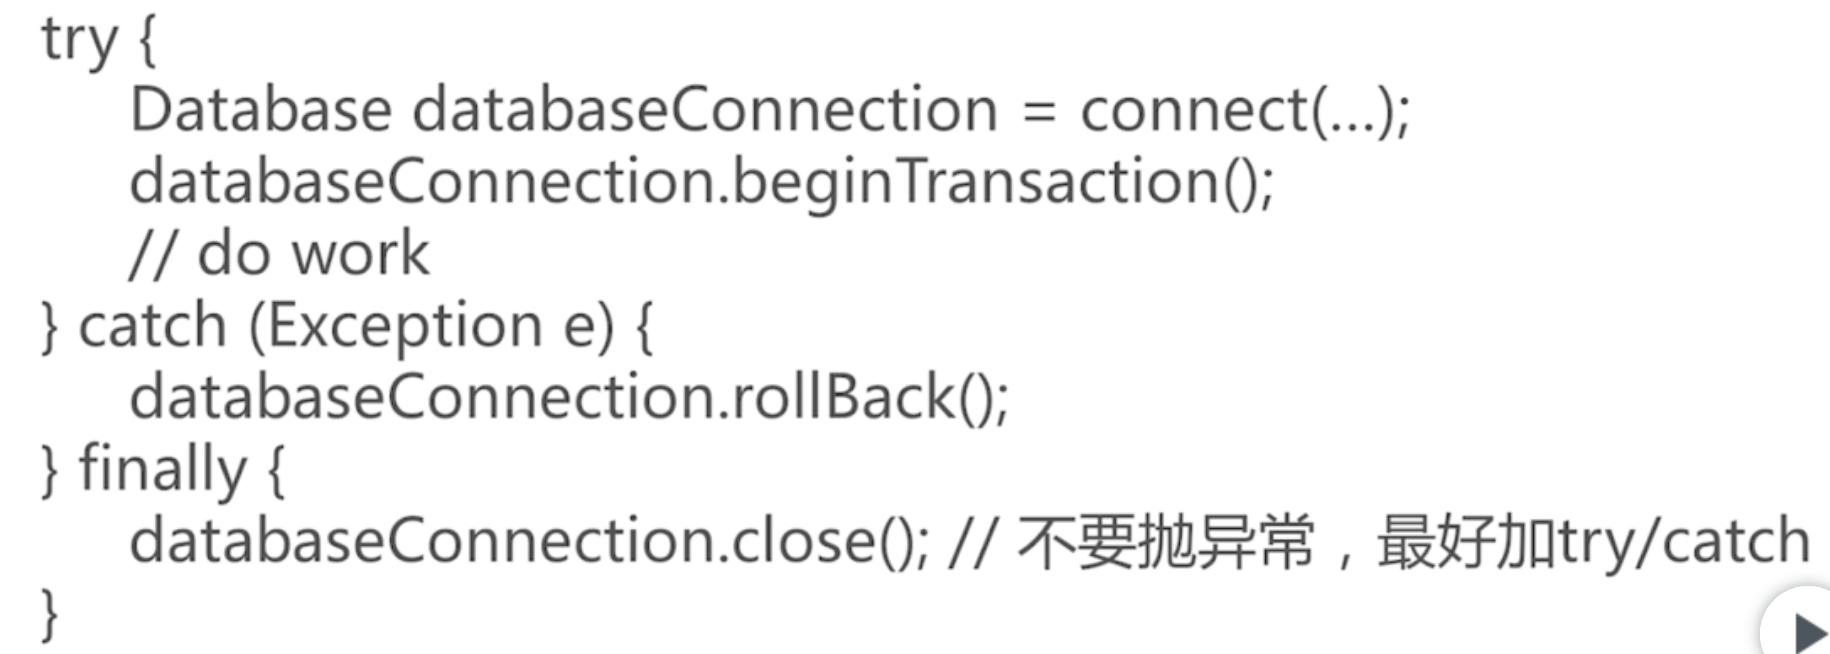 try {
Database databaseConnection = connect(...);
databaseConnection.beginTransaction();
// do work
} catch (Exception e) {
databaseConnection.rollBack();
} finally {
databaseConnection.close(); // 不要抛异常，最好加try/catch
}